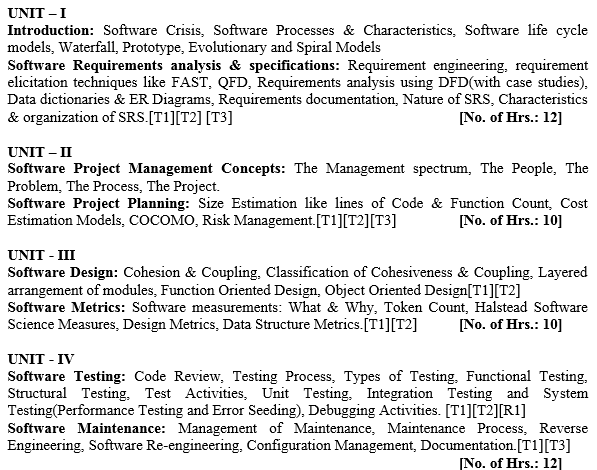 UNIT – I
Introduction: Software Crisis, Software Processes & Characteristics, Software life cycle
models, Waterfall, Prototype, Evolutionary and Spiral Models
Software Requirements analysis & specifications: Requirement engineering, requirement
elicitation techniques like FAST, QFD, Requirements analysis using DFD(with case studies),
Data dictionaries & ER Diagrams, Requirements documentation, Nature of SRS, Characteristics
& organization of SRS.[T1][T2] [T3] [No. of Hrs.: 12]
UNIT – II
Software Project Management Concepts: The Management spectrum, The People, The
Problem, The Process, The Project.
Software Project Planning: Size Estimation like lines of Code & Function Count, Cost
Estimation Models, COCOMO, Risk Management.[T1][T2][T3] [No. of Hrs.: 10]
UNIT - III
Software Design: Cohesion & Coupling, Classification of Cohesiveness & Coupling, Layered
arrangement of modules, Function Oriented Design, Object Oriented Design[T1][T2]
Software Metrics: Software measurements: What & Why, Token Count, Halstead Software
Science Measures, Design Metrics, Data Structure Metrics.[T1][T2] [No. of Hrs.: 10]
UNIT - IV
Software Testing: Code Review, Testing Process, Types of Testing, Functional Testing,
Structural Testing, Test Activities, Unit Testing, Integration Testing and System
Testing(Performance Testing and Error Seeding), Debugging Activities. [T1][T2][R1]
Software Maintenance: Management of Maintenance, Maintenance Process, Reverse
Engineering, Software Re-engineering, Configuration Management, Documentation.[T1][T3]
[No. of Hrs.: 12]